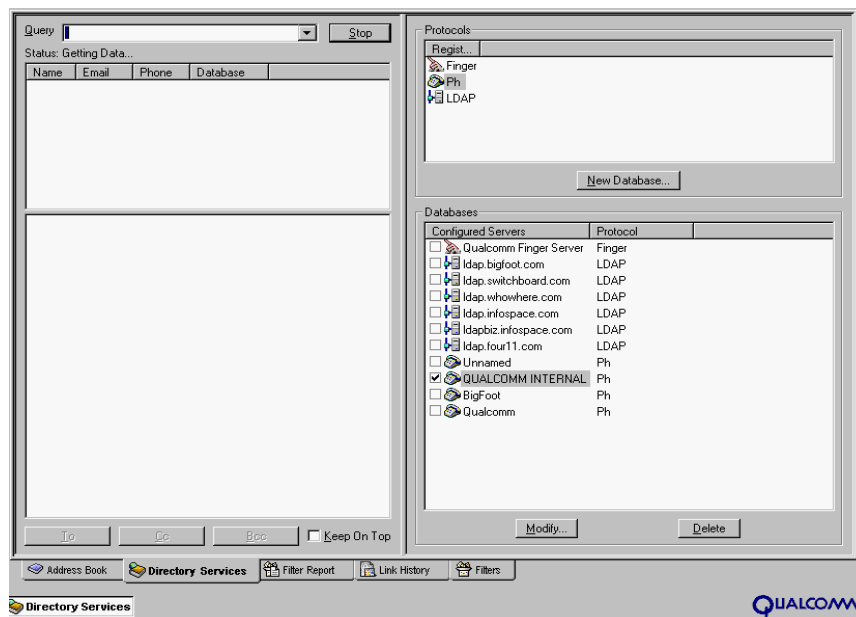 Query
Stop
Status: Getting Data...
Name Email Phone Database
To Cc Bcc Keep On Top
Protocols
Regist...
Finger
Ph
LDAP
New Database...
Databases
Configured Servers Protocol
Qualcomm Finger Server Finger
ldap.bigfoot.com LDAP
ldap.switchboard.com LDAP
ldap.whowhere.com LDAP
ldap.infospace.com LDAP
ldapbiz.infospace.com LDAP
ldap.four11.com LDAP
Unnamed Ph
QUALCOMM INTERNAL Ph
BigFoot Ph
Qualcomm Ph
Modify... Delete
Address Book Directory Services Filter Report Link History Filters
Directory Services
QUALCOMM